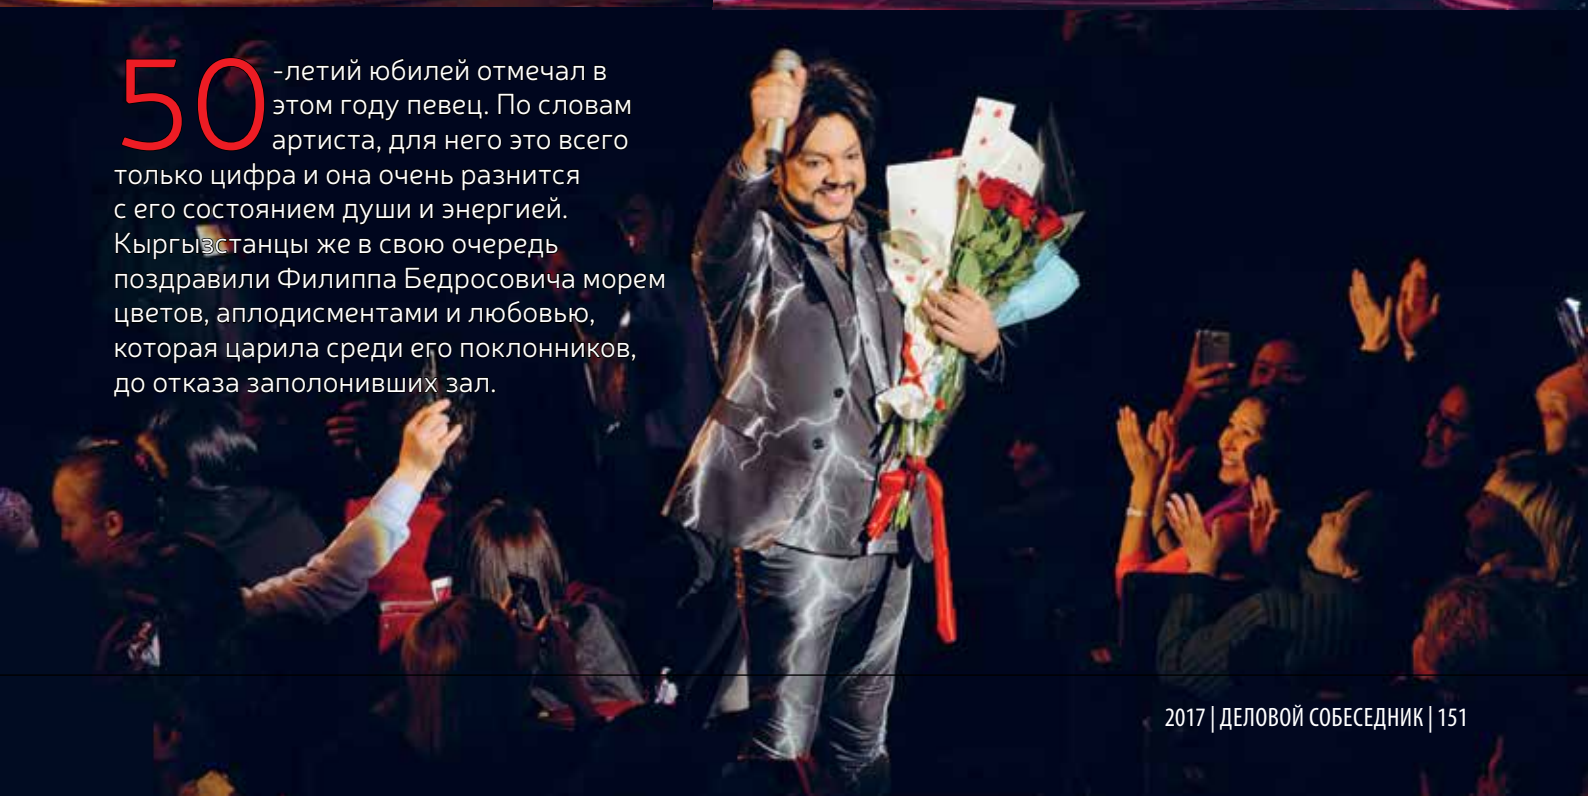 50-летий юбилей отмечал в
этом году певец. По словам
артиста, для него это всего
только цифра и она очень разнится
с его состоянием души и энергией.
Кыргызстанцы же в свою очередь
поздравили Филиппа Бедросовича морем
цветов, аплодисментами и любовью,
которая царила среди его поклонников,
до отказа заполонивших зал.
2017 | ДЕЛОВОЙ СОБЕСЕДНИК | 151